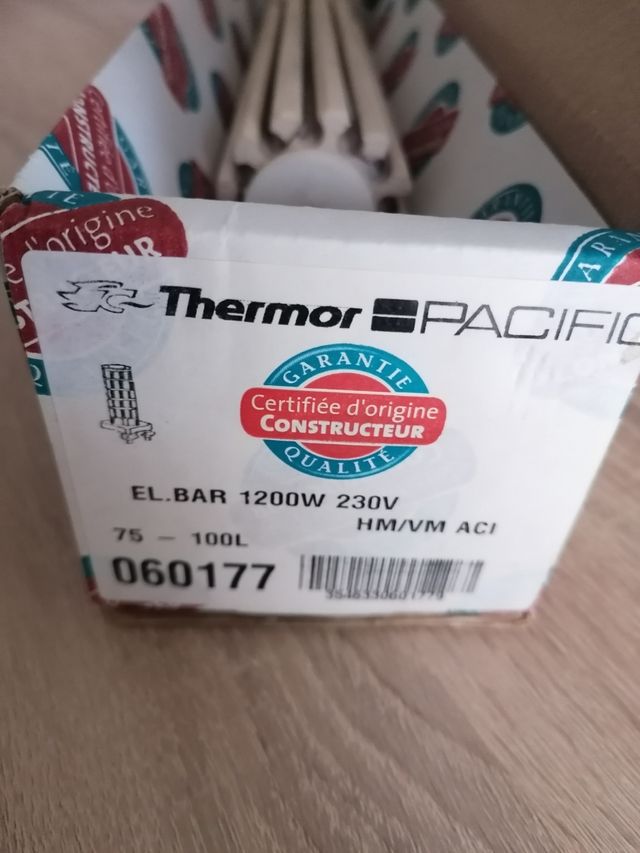 d'origine
Thermor PACIFIC
GARANTIE
Certifiée d'origine
CONSTRUCTEUR
QUALITÉ
EL.BAR 1200W 230V
HM/VM ACI
75 - 100L
060177